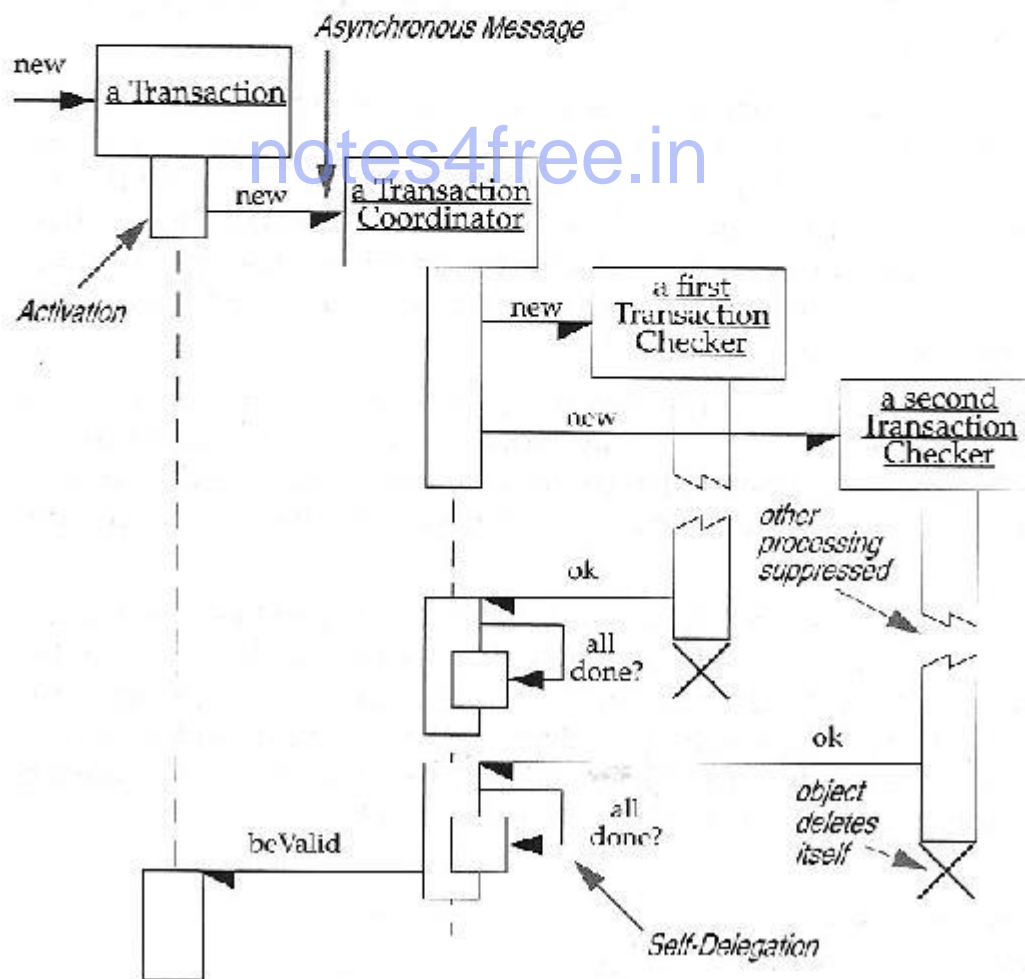 Asynchronous Message
new
a Transaction
notes4free.in
new
a Transaction
Coordinator
Activation
new
a first
Transaction
Checker
new
a second
Transaction
Checker
other
processing
suppressed
ok
all
done?
ok
object
deletes
itself
all
done?
beValid
Self-Delegation